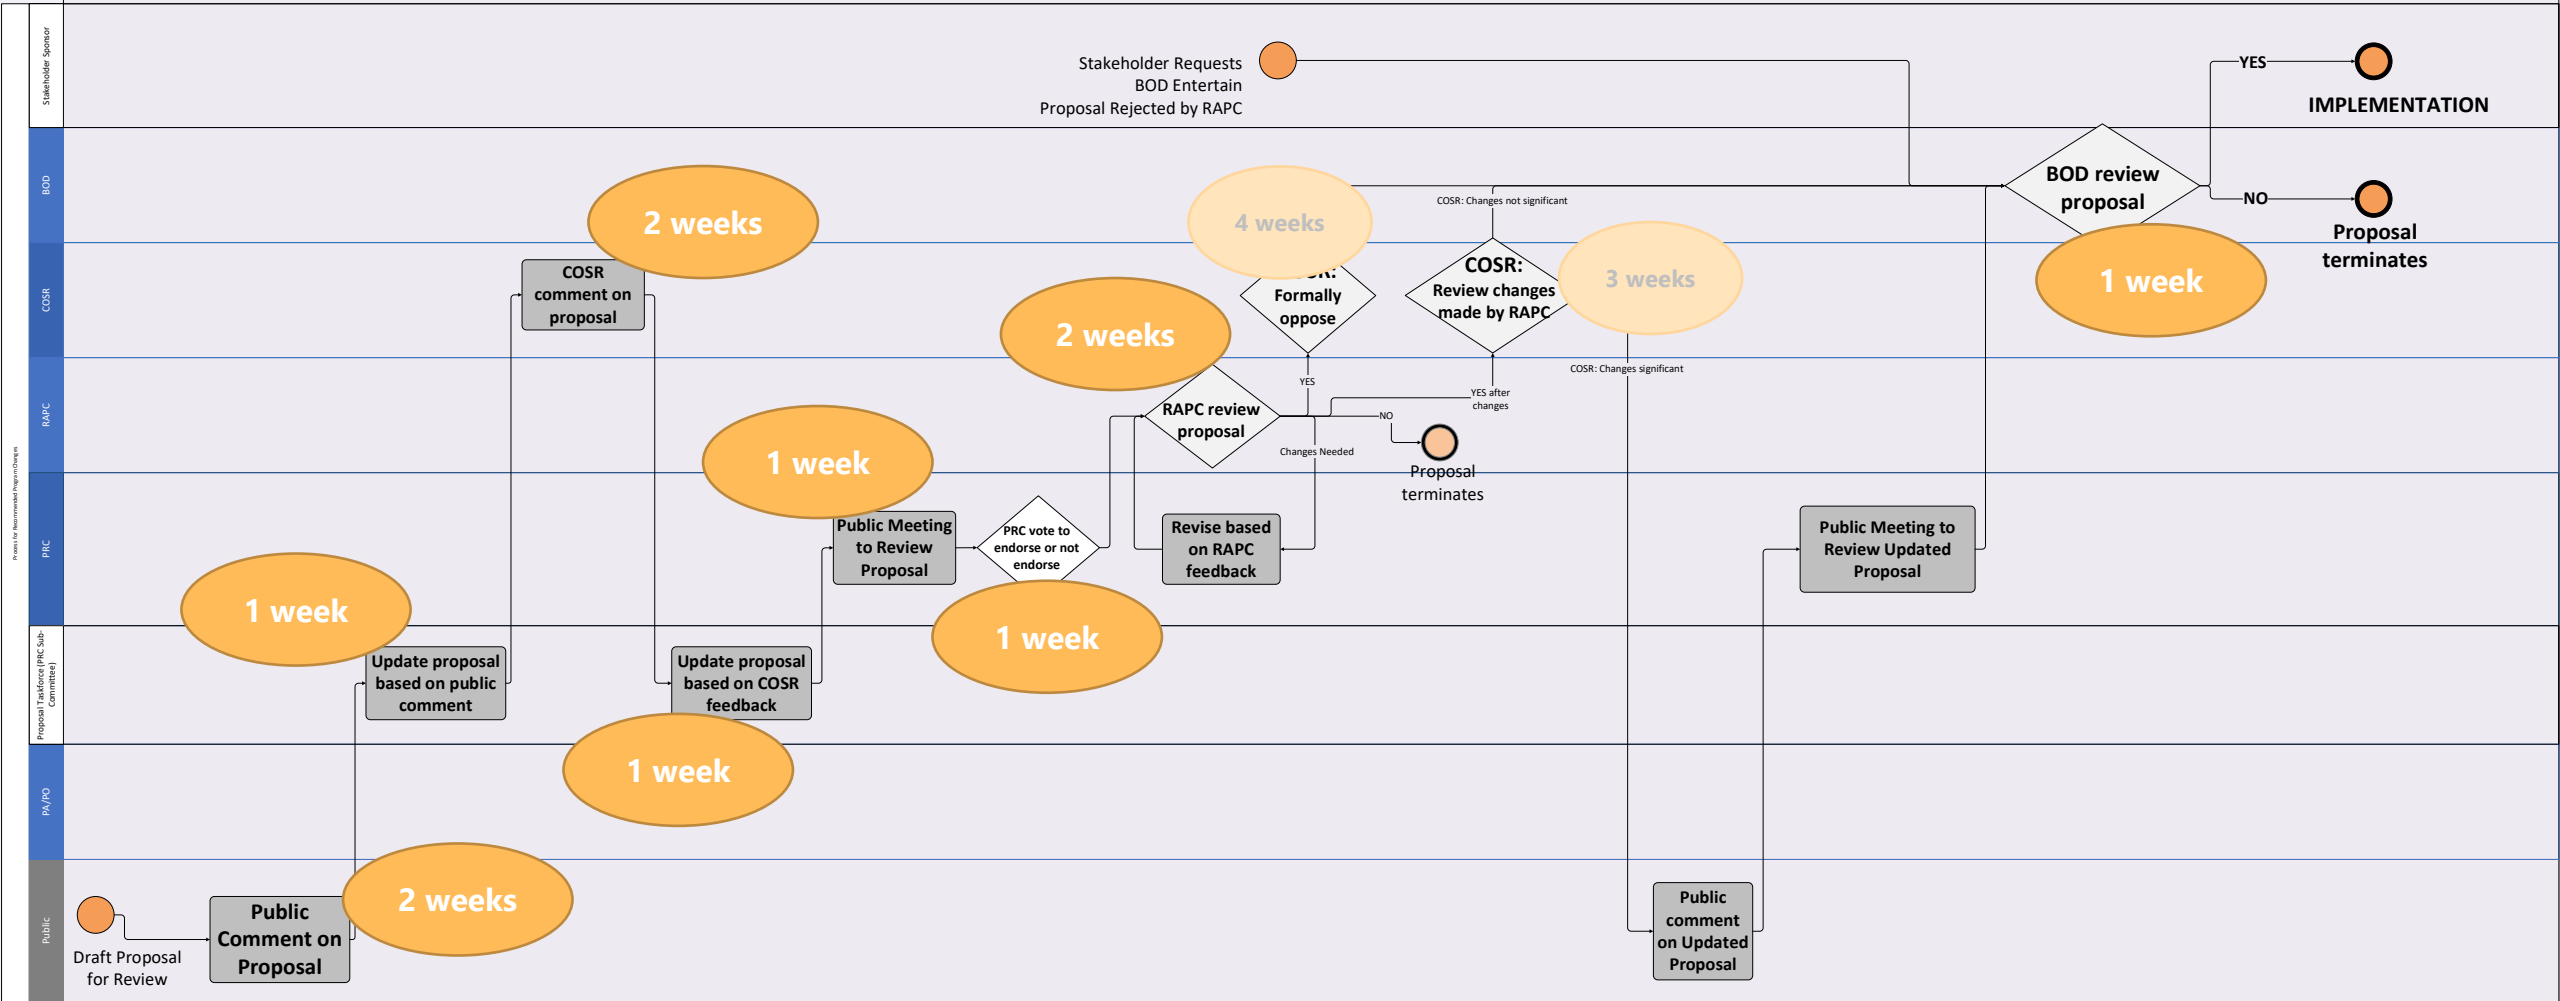 Process for Recommended Program Changes
Stakeholder Sponsor
Stakeholder Requests
BOD Entertain
Proposal Rejected by RAPC
YES
IMPLEMENTATION
BOD
2 weeks
4 weeks
COSR: Changes not significant
BOD review
proposal
NO
Proposal
terminates
1 week
COSR
COSR
comment on
proposal
2 weeks
Formally
oppose
COSR:
Review changes
made by RAPC
3 weeks
COSR: Changes significant
RAPC
1 week
RAPC review
proposal
YES
YES after
changes
NO
Changes Needed
Proposal
terminates
PRC
1 week
Public Meeting
to Review
Proposal
PRC vote to
endorse or not
endorse
1 week
Revise based
on RAPC
feedback
Public Meeting to
Review Updated
Proposal
Proposal Taskforce (PRC Sub-
Committee)
Update proposal
based on public
comment
Update proposal
based on COSR
feedback
1 week
PA/PO
Public
Draft Proposal
for Review
Public
Comment on
Proposal
2 weeks
Public
comment
on Updated
Proposal